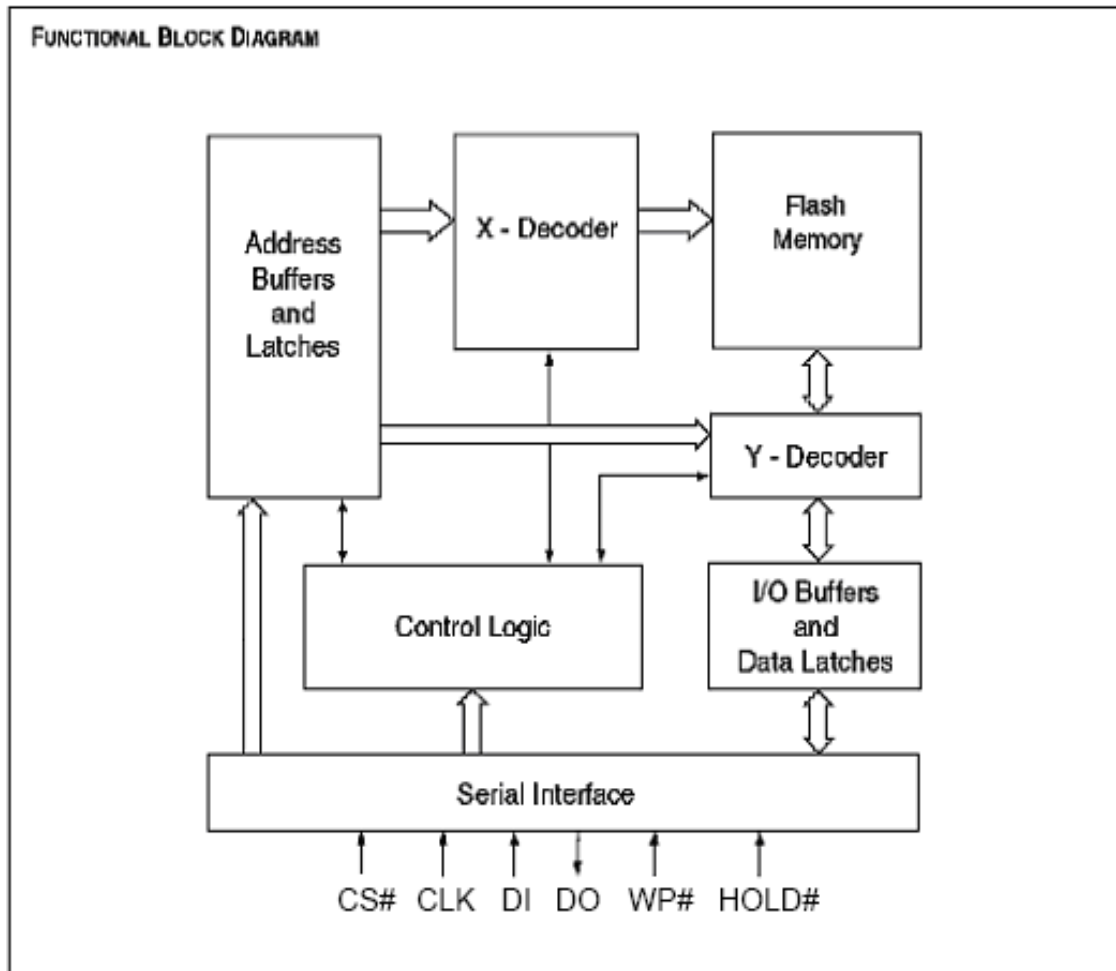 FUNCTIONAL BLOCK DIAGRAM
Address
Buffers
and
Latches
X - Decoder
Flash
Memory
Y - Decoder
Control Logic
I/O Buffers
and
Data Latches
Serial Interface
CS# CLK DI DO WP# HOLD#